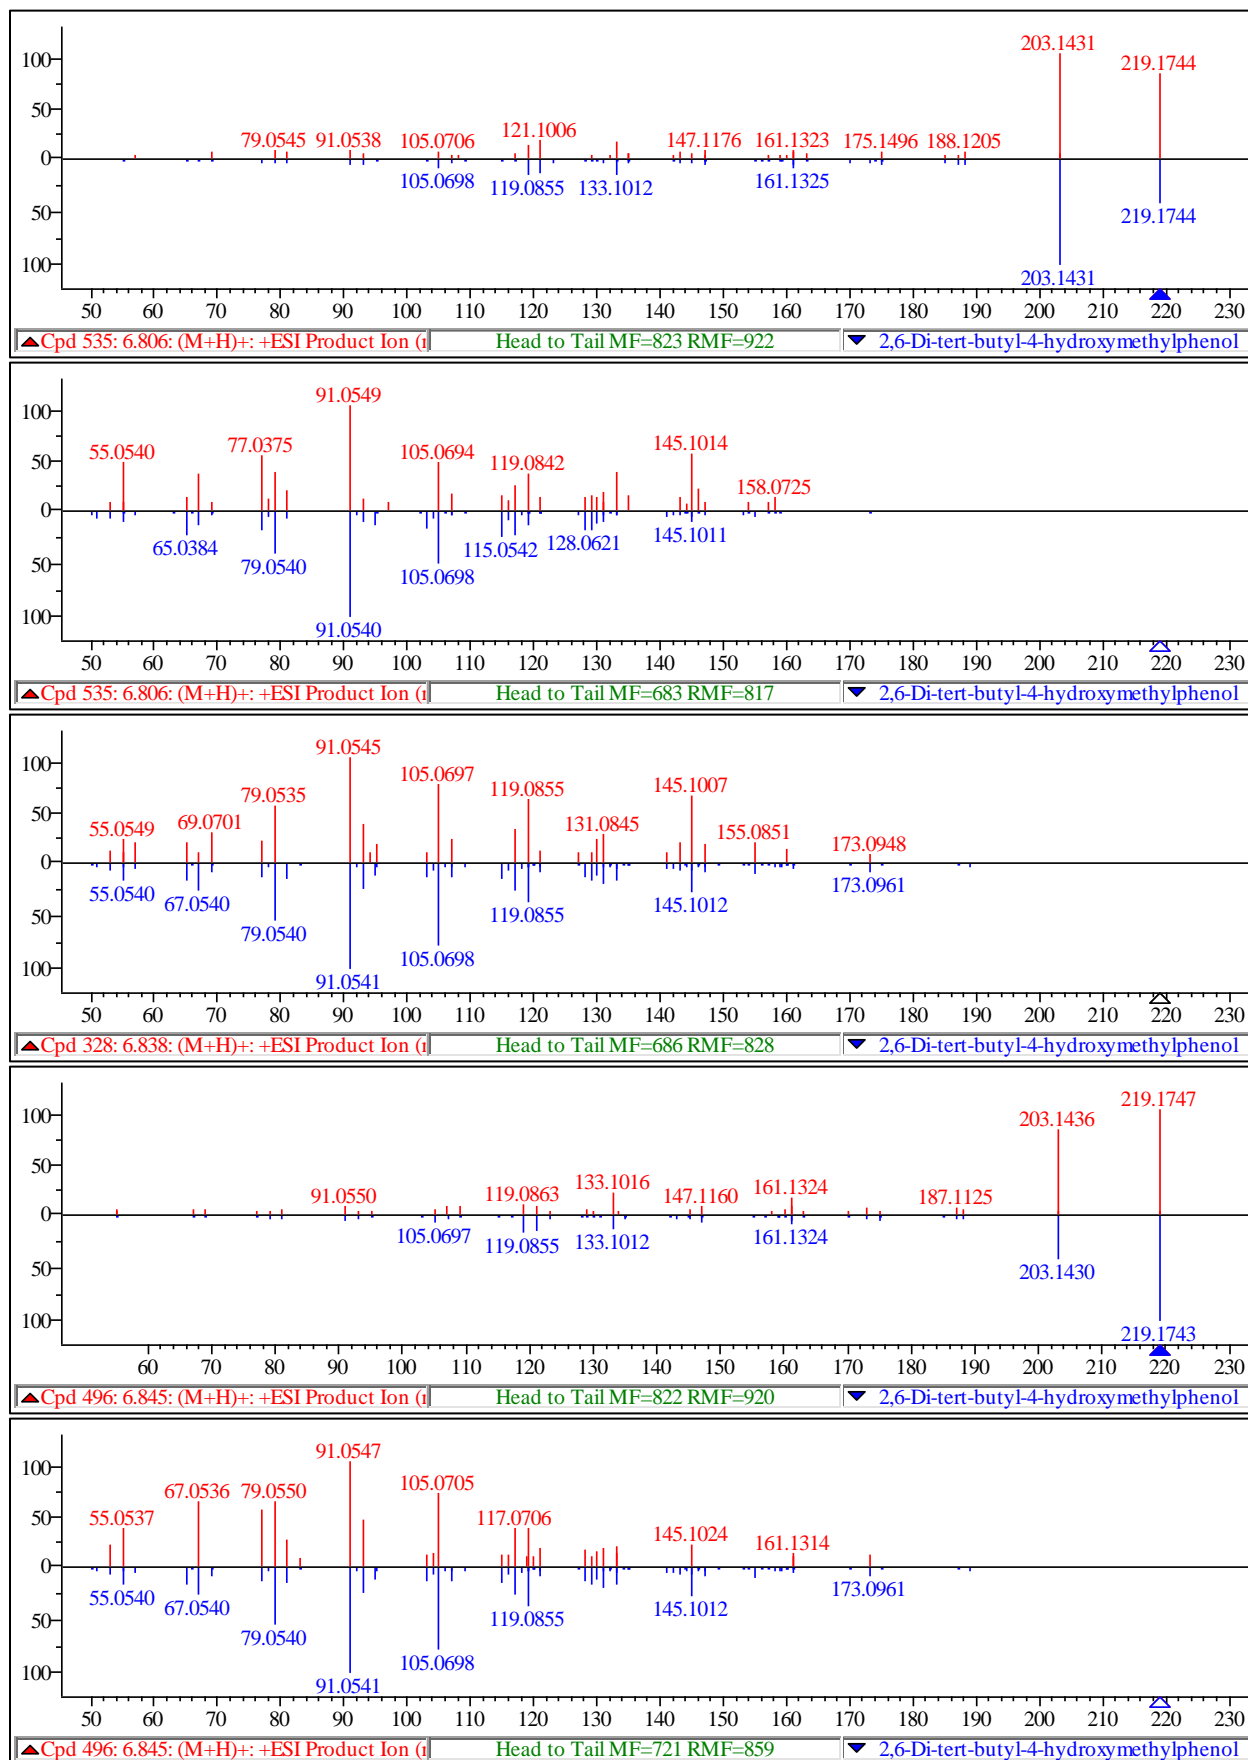 203.1431
219.1744
100
50
0
50
100
79.0545 91.0538 105.0706 121.1006 147.1176 161.1323 175.1496 188.1205
105.0698 119.0855 133.1012 161.1325
219.1744
203.1431
50 60 70 80 90 100 110 120 130 140 150 160 170 180 190 200 210 220 230
Cpd 535: 6.806: (M+H)+: +ESI Product Ion ( Head to Tail MF=823 RMF=922 2,6-Di-tert-butyl-4-hydroxymethylphenol
91.0549
100
50
0
50
100
55.0540 77.0375 105.0694 119.0842 145.1014 158.0725
65.0384 79.0540 105.0698 115.0542 128.0621 145.1011
91.0540
50 60 70 80 90 100 110 120 130 140 150 160 170 180 190 200 210 220 230
Cpd 535: 6.806: (M+H)+: +ESI Product Ion ( Head to Tail MF=683 RMF=817 2,6-Di-tert-butyl-4-hydroxymethylphenol
91.0545
100
50
0
50
100
55.0549 69.0701 79.0535 105.0697 119.0855 131.0845 145.1007 155.0851 173.0948
55.0540 67.0540 79.0540 105.0698 119.0855 145.1012 173.0961
91.0541
50 60 70 80 90 100 110 120 130 140 150 160 170 180 190 200 210 220 230
Cpd 328: 6.838: (M+H)+: +ESI Product Ion ( Head to Tail MF=686 RMF=828 2,6-Di-tert-butyl-4-hydroxymethylphenol
219.1747
203.1436
100
50
0
50
100
91.0550 119.0863 133.1016 147.1160 161.1324 187.1125
105.0697 119.0855 133.1012 161.1324
203.1430
219.1743
60 70 80 90 100 110 120 130 140 150 160 170 180 190 200 210 220 230
Cpd 496: 6.845: (M+H)+: +ESI Product Ion ( Head to Tail MF=822 RMF=920 2,6-Di-tert-butyl-4-hydroxymethylphenol
91.0547
100
50
0
50
100
55.0537 67.0536 79.0550 105.0705 117.0706 145.1024 161.1314
55.0540 67.0540 79.0540 105.0698 119.0855 145.1012 173.0961
91.0541
50 60 70 80 90 100 110 120 130 140 150 160 170 180 190 200 210 220 230
Cpd 496: 6.845: (M+H)+: +ESI Product Ion ( Head to Tail MF=721 RMF=859 2,6-Di-tert-butyl-4-hydroxymethylphenol